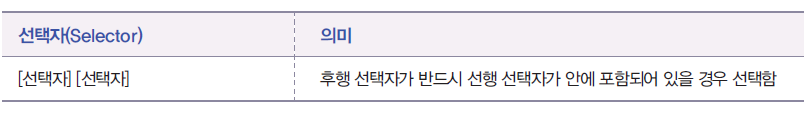 선택자(Selector) 의미
[선택자] [선택자] 후행 선택자가 반드시 선행 선택자가 안에 포함되어 있을 경우 선택함